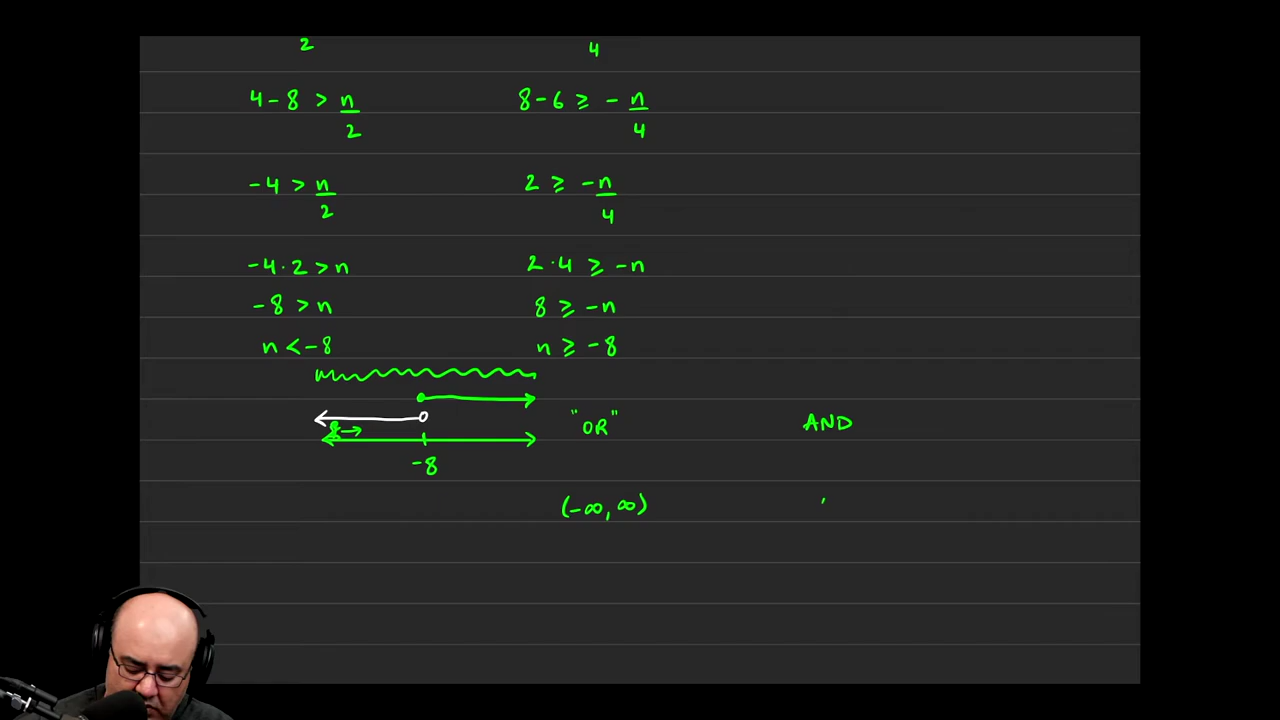 2 4
4 - 8 > n/2 8 - 6 ≥ - n/4
-4 > n/2 2 ≥ -n/4
-4 · 2 > n 2 · 4 ≥ -n
-8 > n 8 ≥ -n
n < -8 n ≥ -8
"OR" AND
-8
(-∞, ∞)